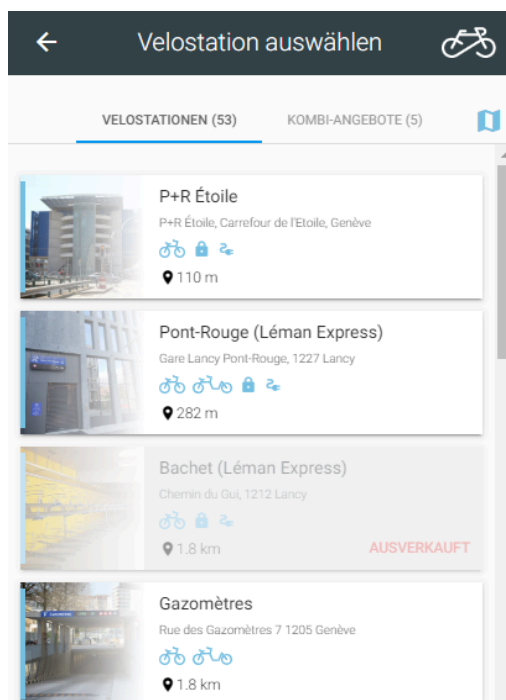 Velostation auswählen
VELOSTATIONEN (53)
KOMBI-ANGEBOTE (5)
P+R Étoile
P+R Étoile, Carrefour de l'Etoile, Genève
110 m
Pont-Rouge (Léman Express)
Gare Lancy Pont-Rouge, 1227 Lancy
282 m
Bachet (Léman Express)
Chemin du Gui, 1212 Lancy
1.8 km
AUSVERKAUFT
Gazomètres
Rue des Gazomètres 7 1205 Genève
1.8 km